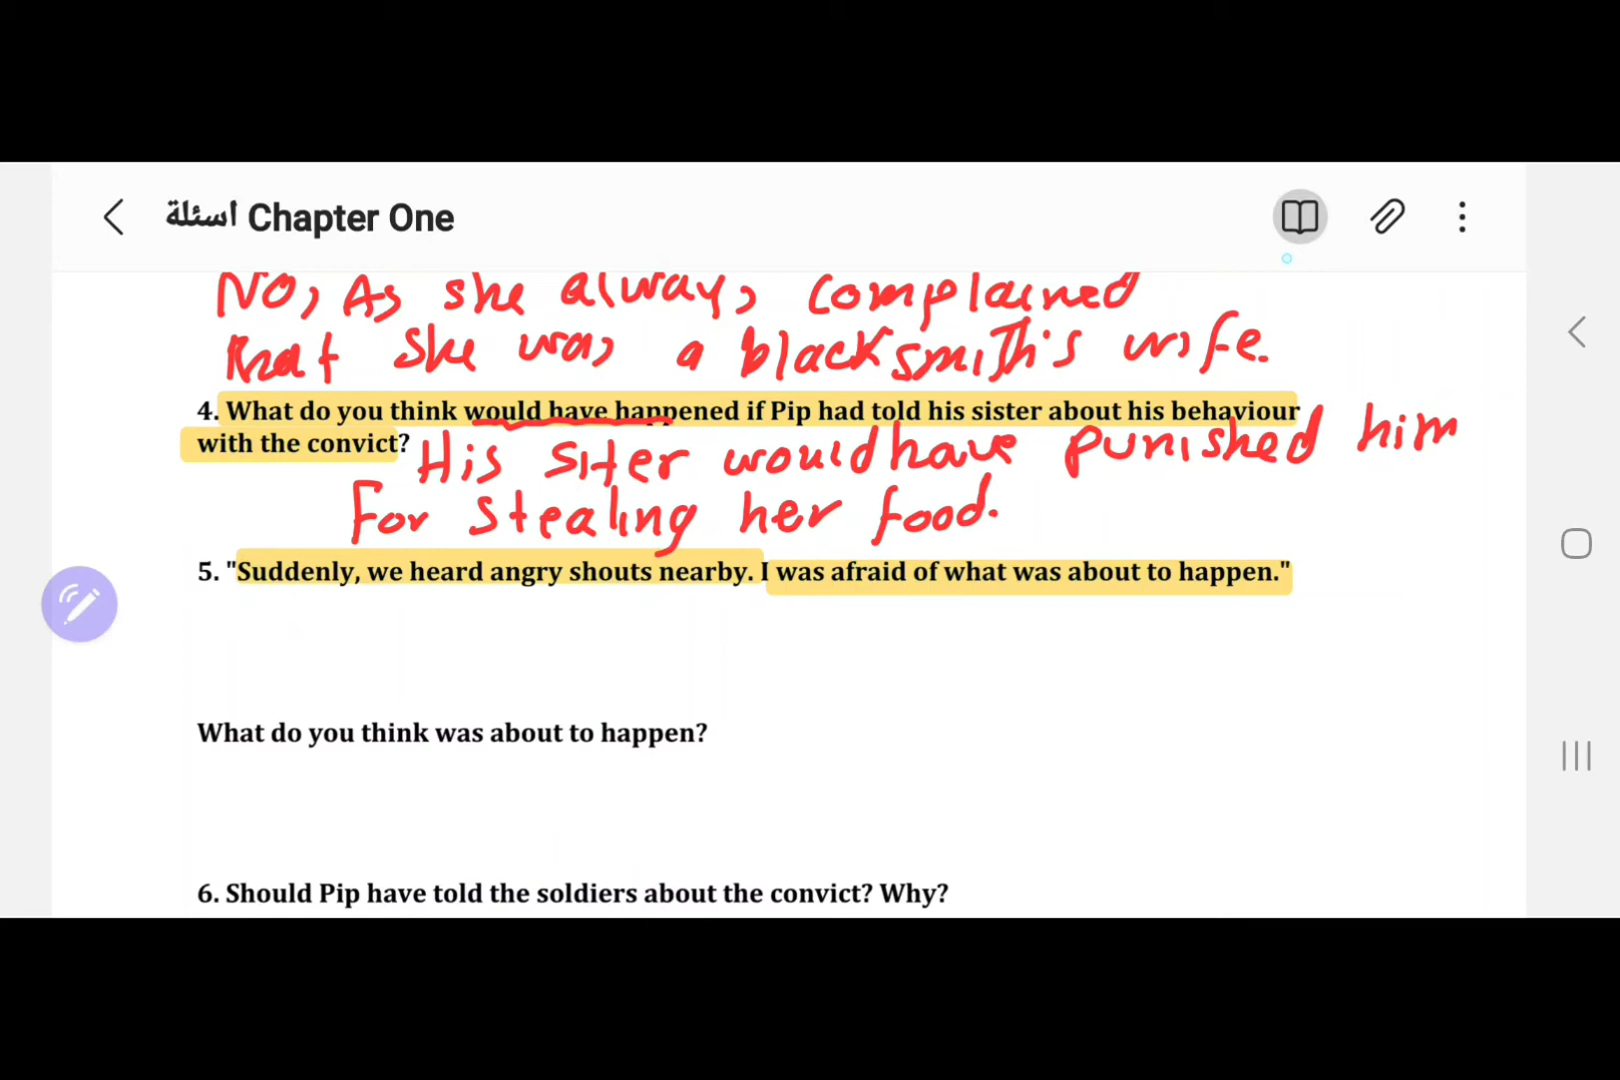 اسئلة Chapter One
No, As she always complained
that she was a blacksmith's wife.
4. What do you think would have happened if Pip had told his sister about his behaviour
with the convict?
His siter would have punished him
For stealing her food.
5. "Suddenly, we heard angry shouts nearby. I was afraid of what was about to happen."
What do you think was about to happen?
6. Should Pip have told the soldiers about the convict? Why?